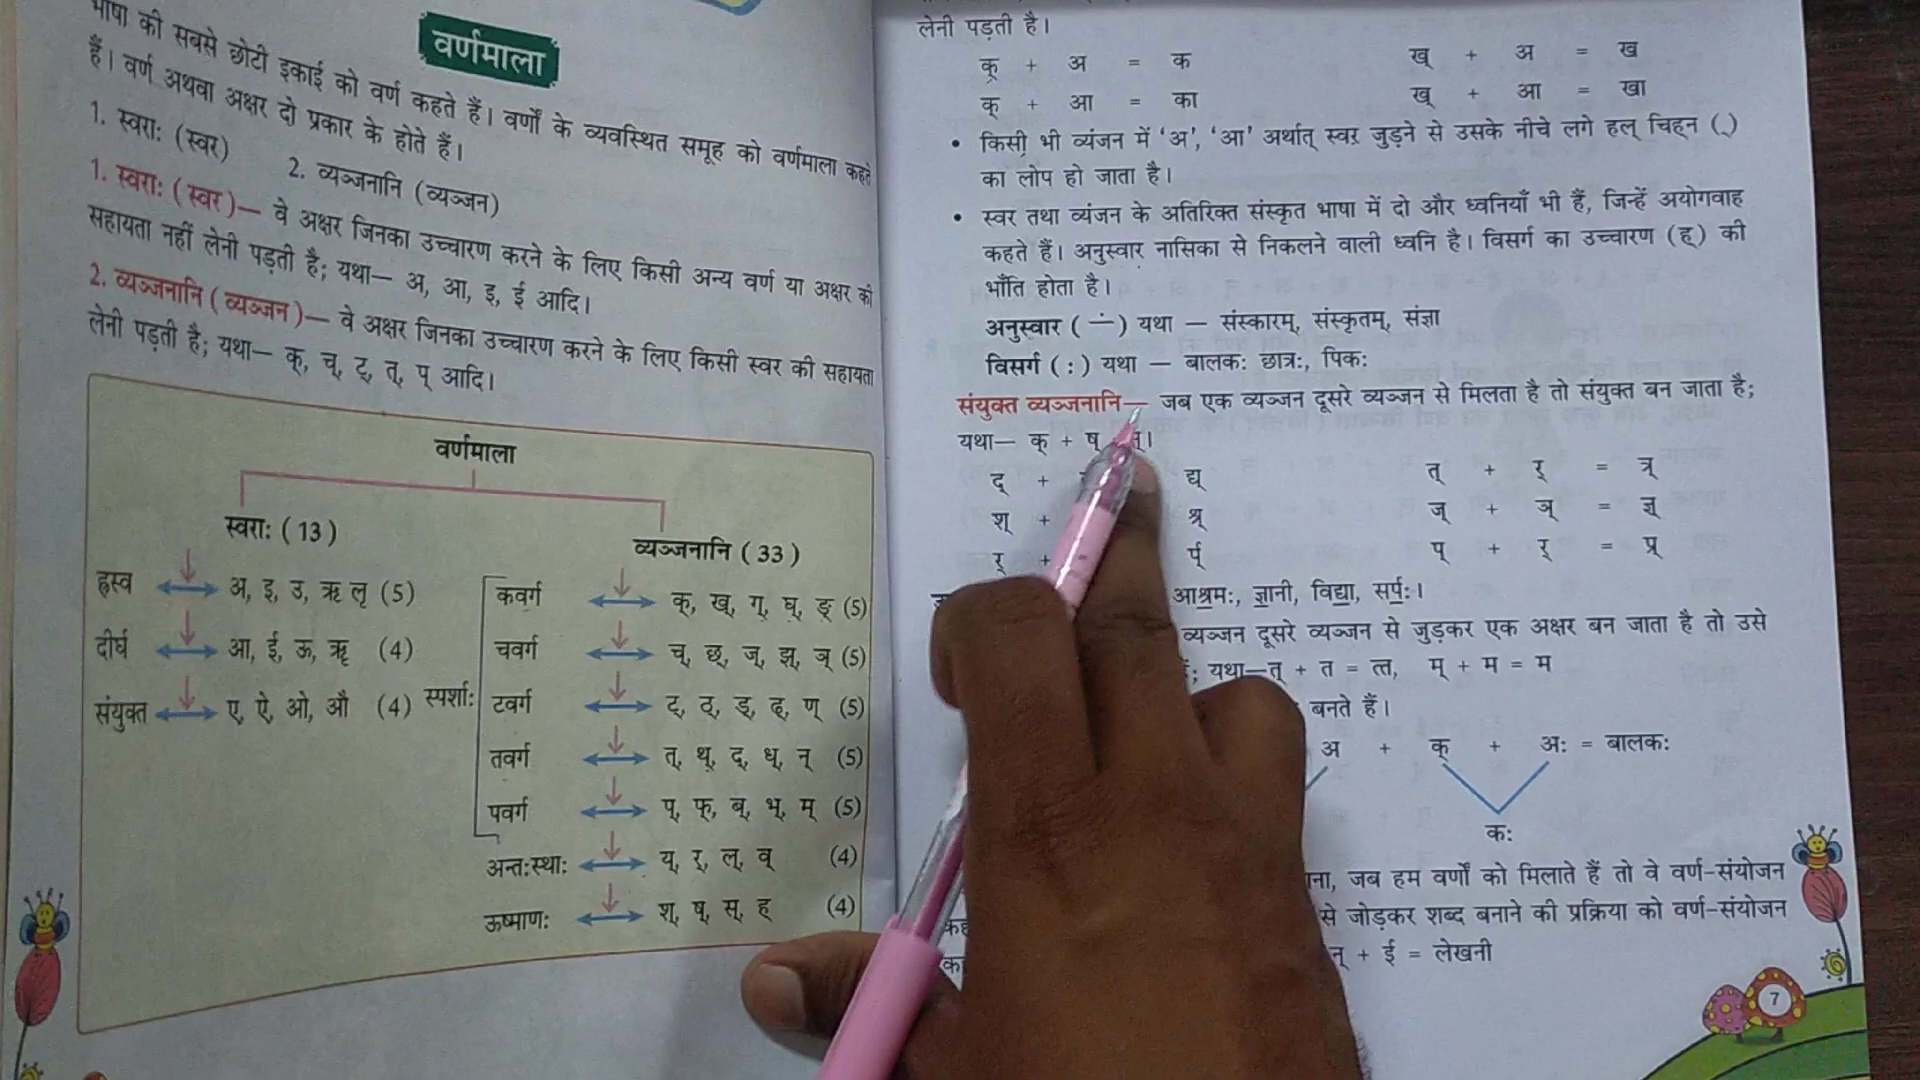 वर्णमाला
भाषा की सबसे छोटी इकाई को वर्ण कहते हैं। वर्णों के व्यवस्थित समूह को वर्णमाला कहते
हैं। वर्ण अथवा अक्षर दो प्रकार के होते हैं।
1. स्वराः (स्वर) 2. व्यञ्जनानि (व्यञ्जन)
1. स्वराः (स्वर)— वे अक्षर जिनका उच्चारण करने के लिए किसी अन्य वर्ण या अक्षर की
सहायता नहीं लेनी पड़ती है; यथा— अ, आ, इ, ई आदि।
2. व्यञ्जनानि (व्यञ्जन)— वे अक्षर जिनका उच्चारण करने के लिए किसी स्वर की सहायता
लेनी पड़ती है; यथा— क्, च्, ट्, त्, प् आदि।
वर्णमाला
स्वराः (13)
व्यञ्जनानि (33)
ह्रस्व अ, इ, उ, ऋ लृ (5)
दीर्घ आ, ई, ऊ, ॠ (4)
संयुक्त ए, ऐ, ओ, औ (4)
स्पर्शाः
कवर्ग क्, ख्, ग्, घ्, ङ् (5)
चवर्ग च्, छ्, ज्, झ्, ञ् (5)
टवर्ग ट्, ठ्, ड्, ढ्, ण् (5)
तवर्ग त्, थ्, द्, ध्, न् (5)
पवर्ग प्, फ्, ब्, भ्, म् (5)
अन्तःस्थाः य्, र्, ल्, व् (4)
ऊष्माणः श्, ष्, स्, ह् (4)
लेनी पड़ती है।
क् + अ = क ख् + अ = ख
क् + आ = का ख् + आ = खा
• किसी भी व्यंजन में ‘अ’, ‘आ’ अर्थात् स्वर जुड़ने से उसके नीचे लगे हल् चिह्न (्)
का लोप हो जाता है।
• स्वर तथा व्यंजन के अतिरिक्त संस्कृत भाषा में दो और ध्वनियाँ भी हैं, जिन्हें अयोगवाह
कहते हैं। अनुस्वार नासिका से निकलने वाली ध्वनि है। विसर्ग का उच्चारण (ह्) की
भाँति होता है।
अनुस्वार ( ∸ ) यथा — संस्कारम्, संस्कृतम्, संज्ञा
विसर्ग (:) यथा — बालकः छात्रः, पिकः
संयुक्त व्यञ्जनानि— जब एक व्यञ्जन दूसरे व्यञ्जन से मिलता है तो संयुक्त बन जाता है;
यथा— क् + ष्
द् + द्य् त् + र् = त्र्
श् + श्र् ज् + ञ् = ज्ञ्
र् + र्प् प् + र् = प्र्
आश्रमः, ज्ञानी, विद्या, सर्पः।
व्यञ्जन दूसरे व्यञ्जन से जुड़कर एक अक्षर बन जाता है तो उसे
यथा—त् + त = त्त, म् + म = म
बनते हैं।
अ + क् + अः = बालकः
कः
जब हम वर्णों को मिलाते हैं तो वे वर्ण-संयोजन
से जोड़कर शब्द बनाने की प्रक्रिया को वर्ण-संयोजन
न् + ई = लेखनी
7